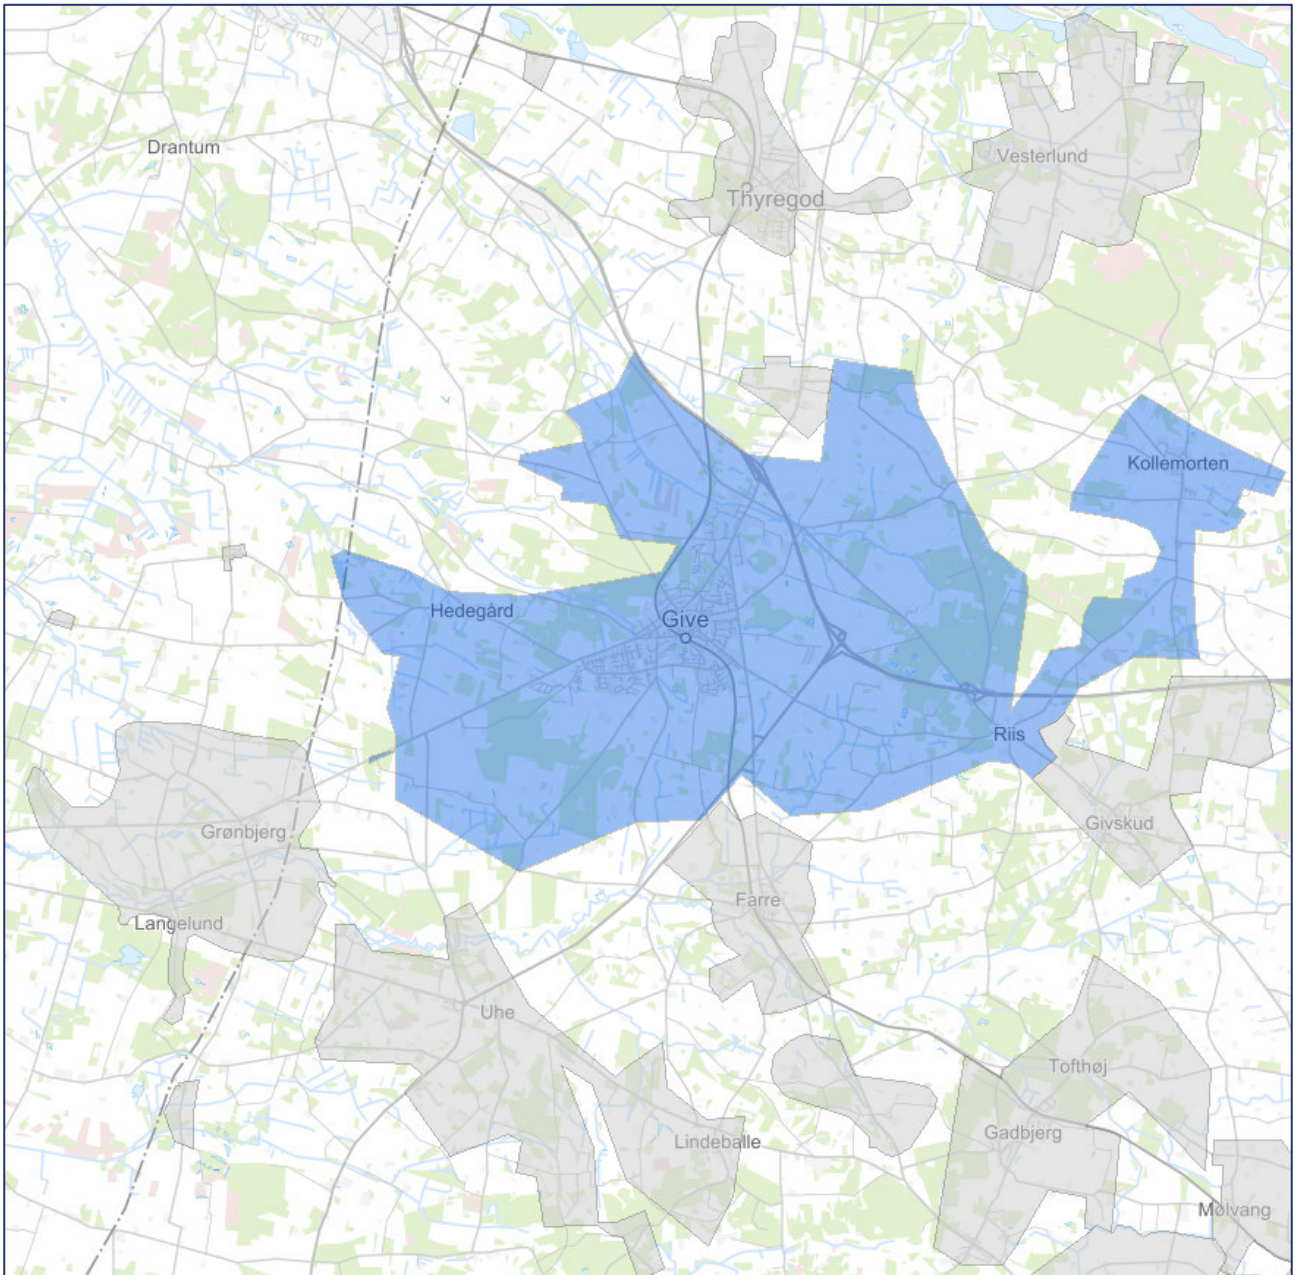 Drantum
Vesterlund
Thyregod
Kollemorten
Hedegård
Give
Riis
Grønbjerg
Givskud
Farre
Langelund
Uhe
Tofthøj
Gadbjerg
Lindeballe
Mølvang